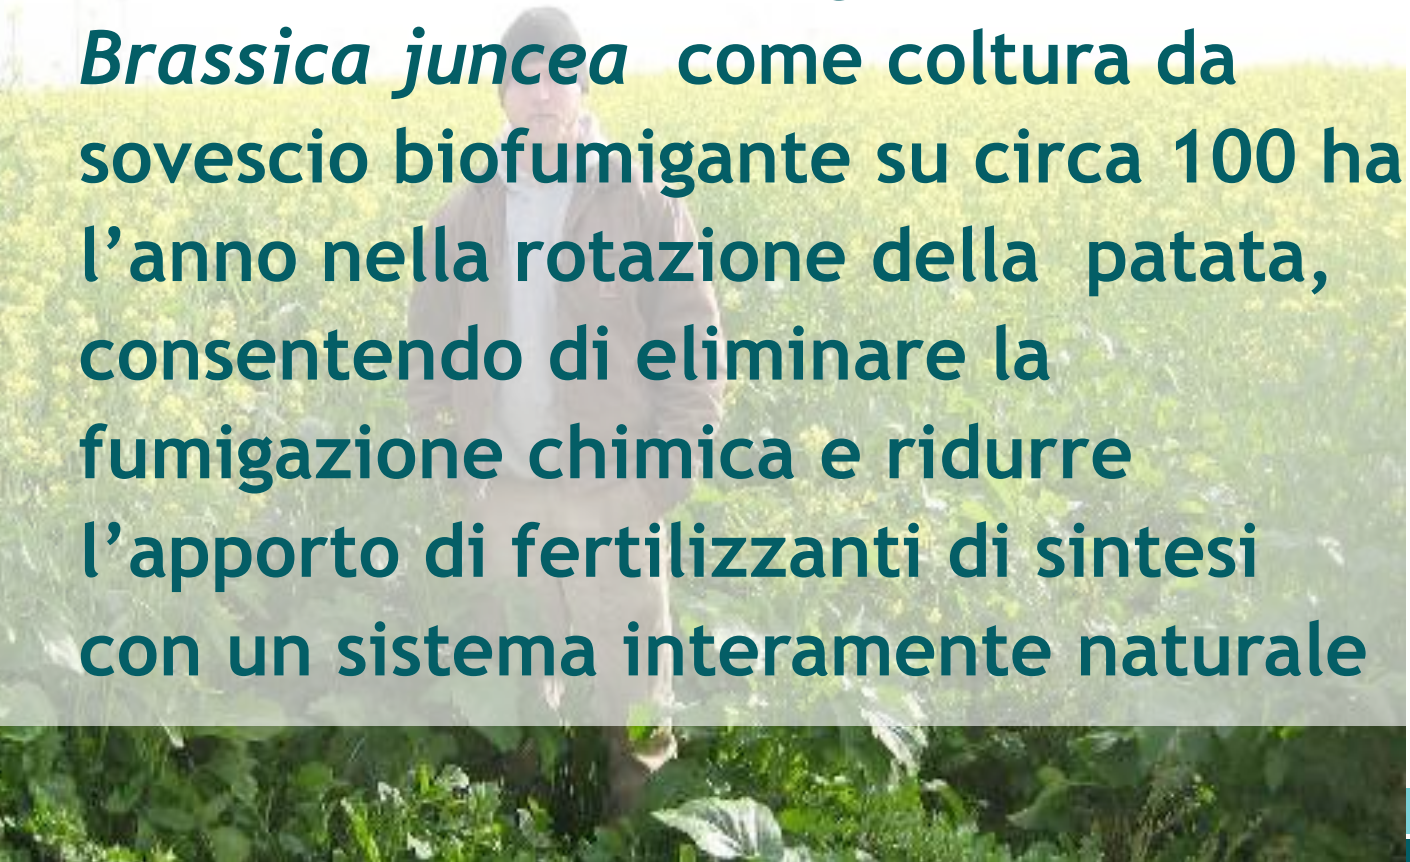 Brassica juncea come coltura da
sovescio biofumigante su circa 100 ha
l’anno nella rotazione della patata,
consentendo di eliminare la
fumigazione chimica e ridurre
l’apporto di fertilizzanti di sintesi
con un sistema interamente naturale